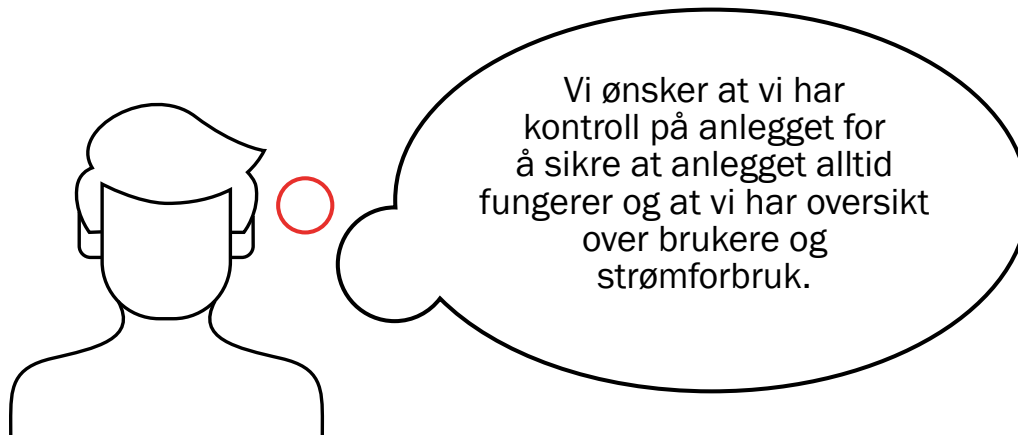 Vi ønsker at vi har
kontroll på anlegget for
å sikre at anlegget alltid
fungerer og at vi har oversikt
over brukere og
strømforbruk.